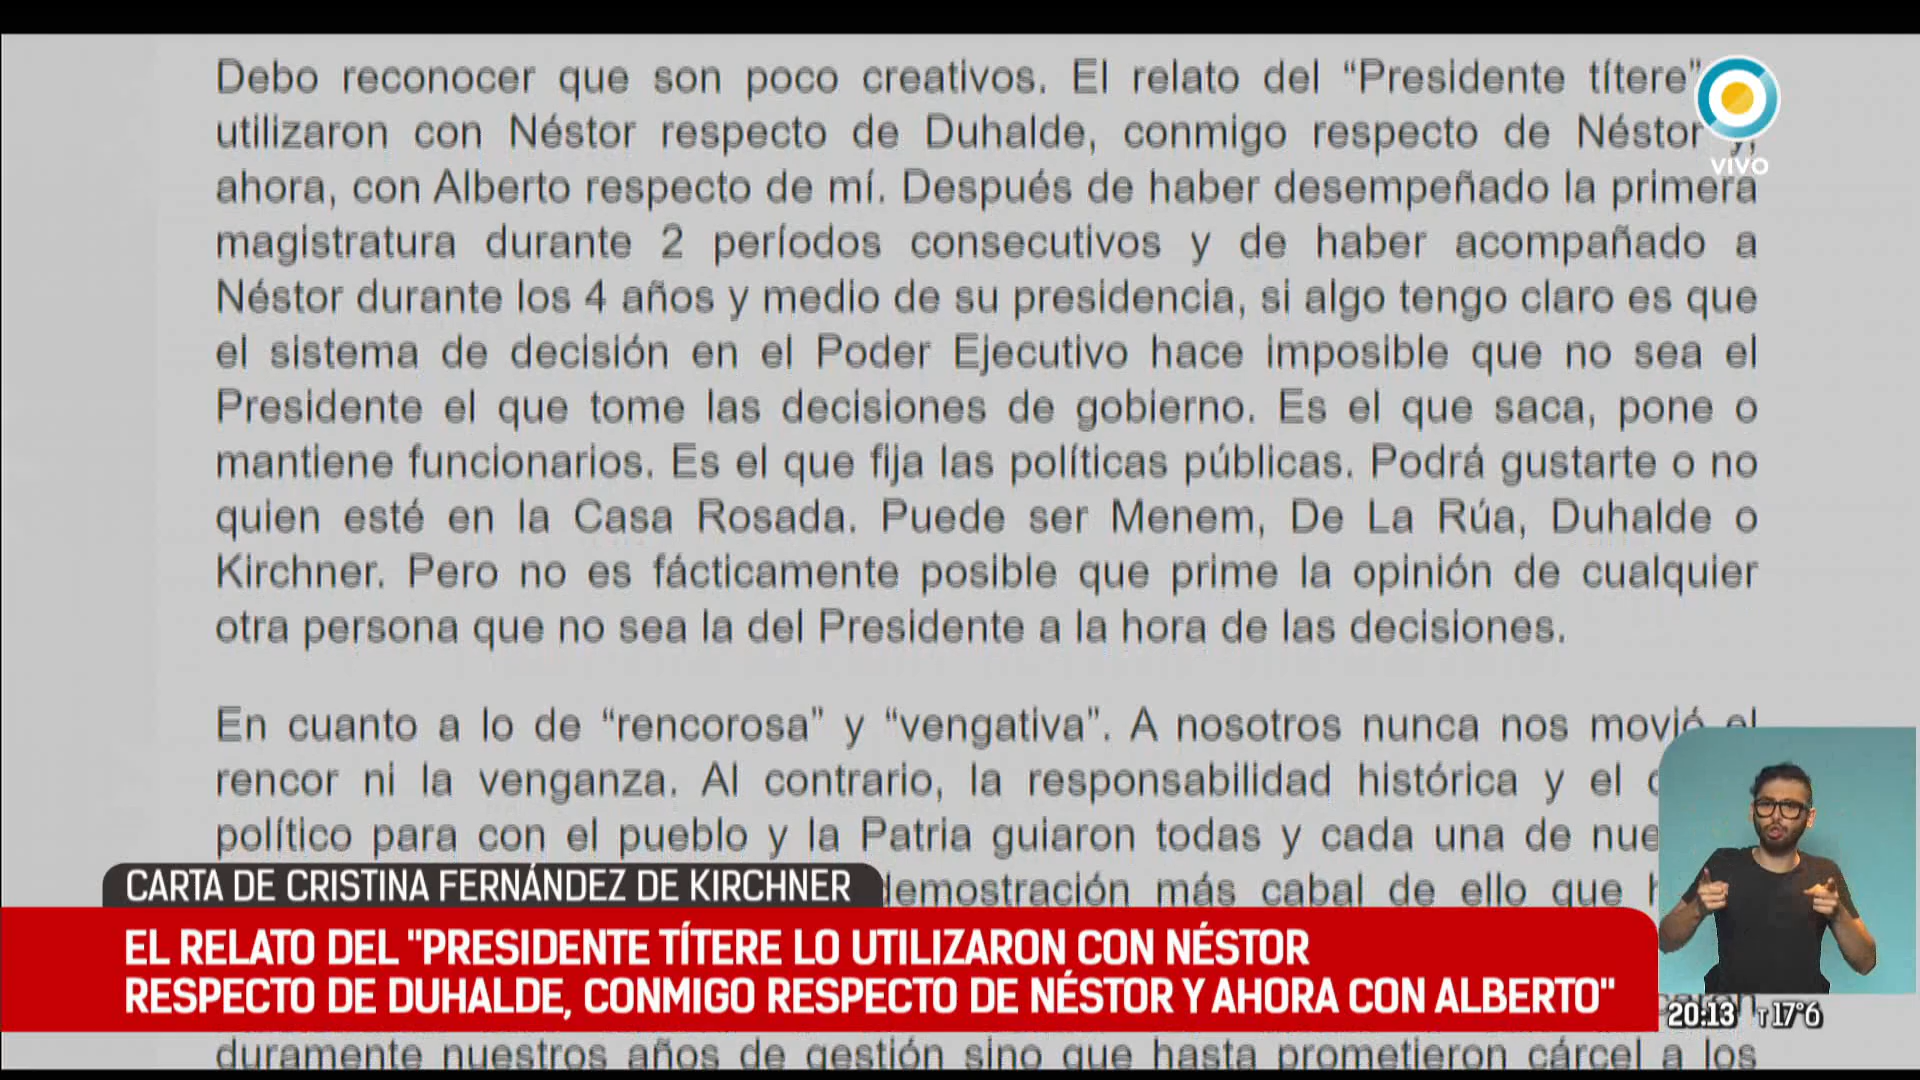 Debo reconocer que son poco creativos. El relato del “Presidente títere”
utilizaron con Néstor respecto de Duhalde, conmigo respecto de Néstor y,
VIVO
ahora, con Alberto respecto de mí. Después de haber desempeñado la primera
magistratura durante 2 períodos consecutivos y de haber acompañado a
Néstor durante los 4 años y medio de su presidencia, si algo tengo claro es que
el sistema de decisión en el Poder Ejecutivo hace imposible que no sea el
Presidente el que tome las decisiones de gobierno. Es el que saca, pone o
mantiene funcionarios. Es el que fija las políticas públicas. Podrá gustarte o no
quien esté en la Casa Rosada. Puede ser Menem, De La Rúa, Duhalde o
Kirchner. Pero no es fácticamente posible que prime la opinión de cualquier
otra persona que no sea la del Presidente a la hora de las decisiones.
En cuanto a lo de “rencorosa” y “vengativa”. A nosotros nunca nos movió el
rencor ni la venganza. Al contrario, la responsabilidad histórica y el
político para con el pueblo y la Patria guiaron todas y cada una de
demostración más cabal de ello que
CARTA DE CRISTINA FERNÁNDEZ DE KIRCHNER
EL RELATO DEL "PRESIDENTE TÍTERE LO UTILIZARON CON NÉSTOR
RESPECTO DE DUHALDE, CONMIGO RESPECTO DE NÉSTOR Y AHORA CON ALBERTO"
20:13 T 17°6
duramente nuestros años de gestión sino que hasta prometieron cárcel a los